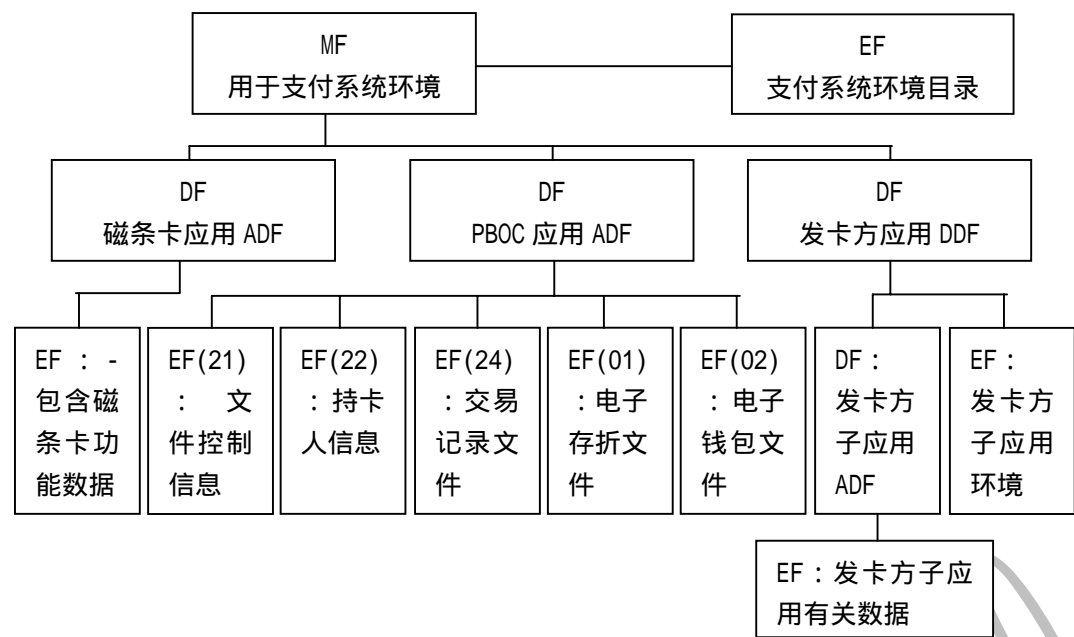 MF
用于支付系统环境
EF
支付系统环境目录
DF
磁条卡应用 ADF
DF
PBOC 应用 ADF
DF
发卡方应用 DDF
EF : -
包含磁
条卡功
能数据
EF(21)
: 文
件控制
信息
EF(22)
:持卡
人信息
EF(24)
:交易
记录文
件
EF(01)
:电子
存折文
件
EF(02)
:电子
钱包文
件
DF:
发卡方
子应用
ADF
EF:
发卡方
子应用
环境
EF:发卡方子应
用有关数据